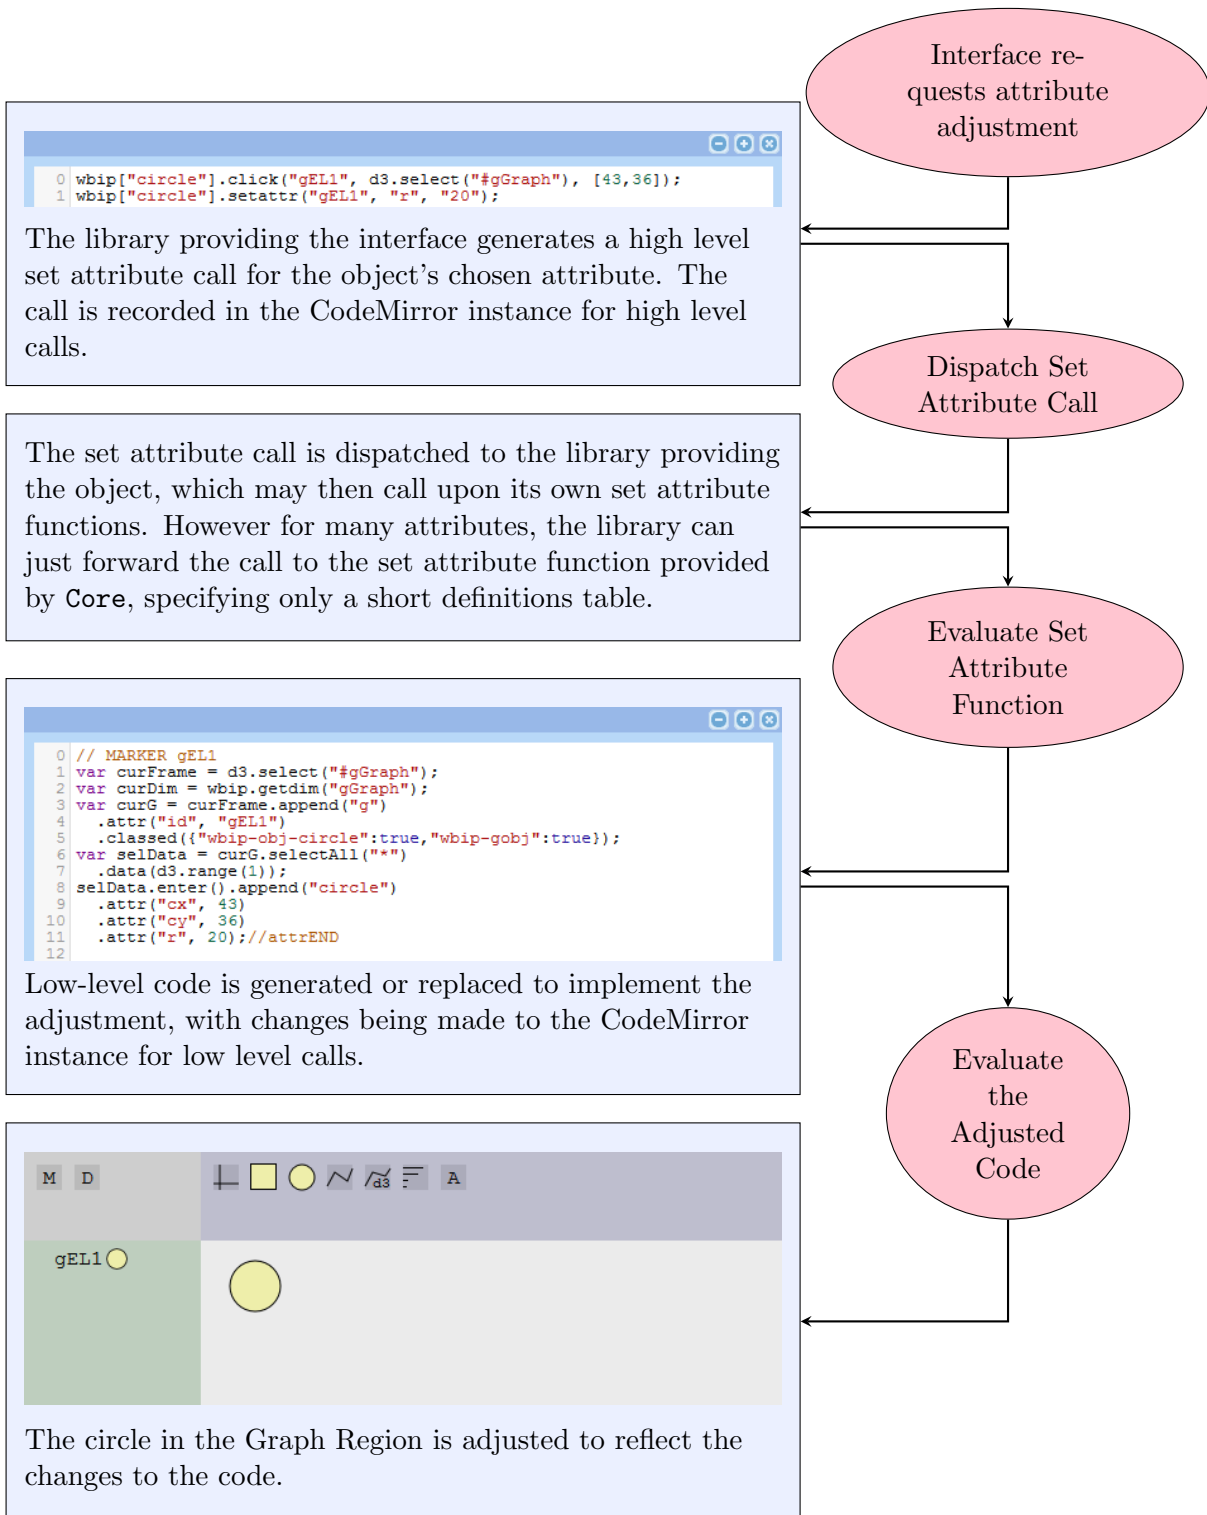 Interface re-
quests attribute
adjustment
0 wbip["circle"].click("gEL1", d3.select("#gGraph"), [43,36]);
1 wbip["circle"].setattr("gEL1", "r", "20");
The library providing the interface generates a high level
set attribute call for the object's chosen attribute. The
call is recorded in the CodeMirror instance for high level
calls.
Dispatch Set
Attribute Call
The set attribute call is dispatched to the library providing
the object, which may then call upon its own set attribute
functions. However for many attributes, the library can
just forward the call to the set attribute function provided
by Core, specifying only a short definitions table.
Evaluate Set
Attribute
Function
0 // MARKER gEL1
1 var curFrame = d3.select("#gGraph");
2 var curDim = wbip.getdim("gGraph");
3 var curG = curFrame.append("g")
4   .attr("id", "gEL1")
5   .classed({"wbip-obj-circle":true,"wbip-gobj":true});
6 var selData = curG.selectAll("*")
7   .data(d3.range(1));
8 selData.enter().append("circle")
9   .attr("cx", 43)
10   .attr("cy", 36)
11   .attr("r", 20);//attrEND
12
Low-level code is generated or replaced to implement the
adjustment, with changes being made to the CodeMirror
instance for low level calls.
Evaluate
the
Adjusted
Code
M D d3 A
gEL1
The circle in the Graph Region is adjusted to reflect the
changes to the code.